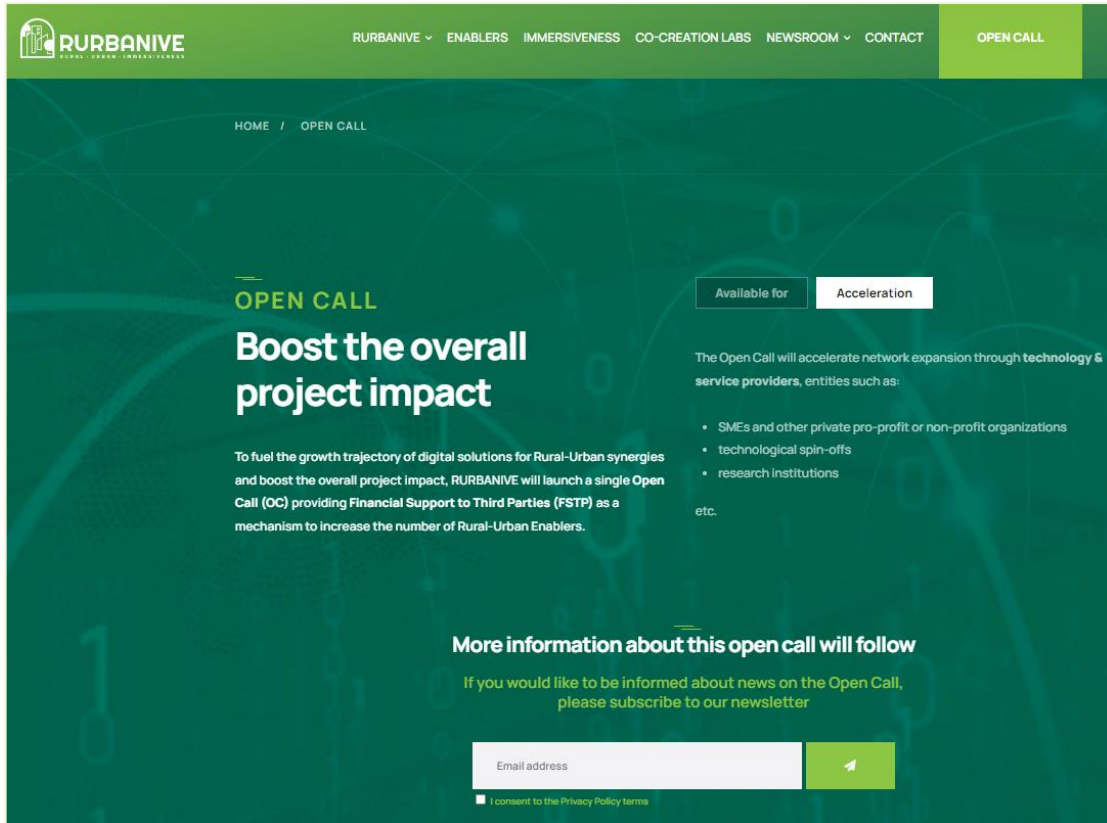 RURBANIVE
RURAL - URBAN - IMMERSIVENESS
RURBANIVE
ENABLERS
IMMERSIVENESS
CO-CREATION LABS
NEWSROOM
CONTACT
OPEN CALL
HOME / OPEN CALL
OPEN CALL
Boost the overall
project impact
To fuel the growth trajectory of digital solutions for Rural-Urban synergies
and boost the overall project impact, RURBANIVE will launch a single Open
Call (OC) providing Financial Support to Third Parties (FSTP) as a
mechanism to increase the number of Rural-Urban Enablers.
Available for
Acceleration
The Open Call will accelerate network expansion through technology &
service providers, entities such as:
• SMEs and other private pro-profit or non-profit organizations
• technological spin-offs
• research institutions
etc.
More information about this open call will follow
If you would like to be informed about news on the Open Call,
please subscribe to our newsletter
Email address
I consent to the Privacy Policy terms